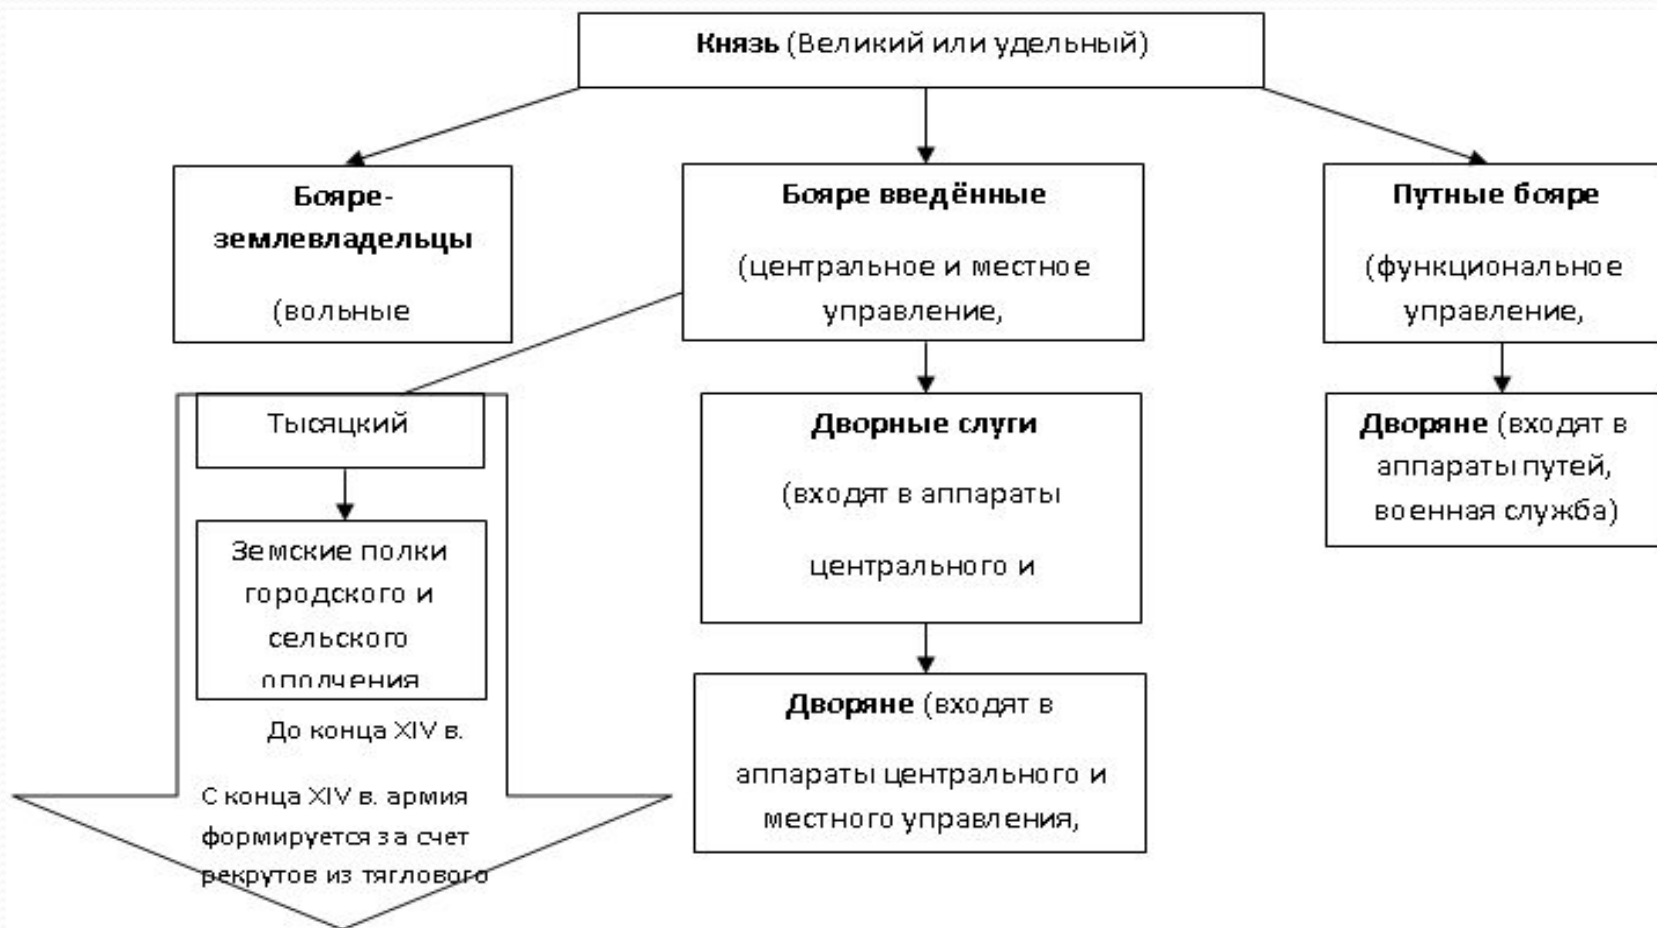 Князь (Великий или удельный)
Бояре-
землевладельцы
(вольные
Бояре введённые
(центральное и местное
управление,
Путные бояре
(функциональное
управление,
Тысяцкий
Земские полки
городского и
сельского
ополчения
До конца XIV в.
С конца XIV в. армия
формируется за счет
рекрутов из тяглового
Дворные слуги
(входят в аппараты
центрального и
Дворяне (входят в
аппараты центрального и
местного управления,
Дворяне (входят в
аппараты путей,
военная служба)